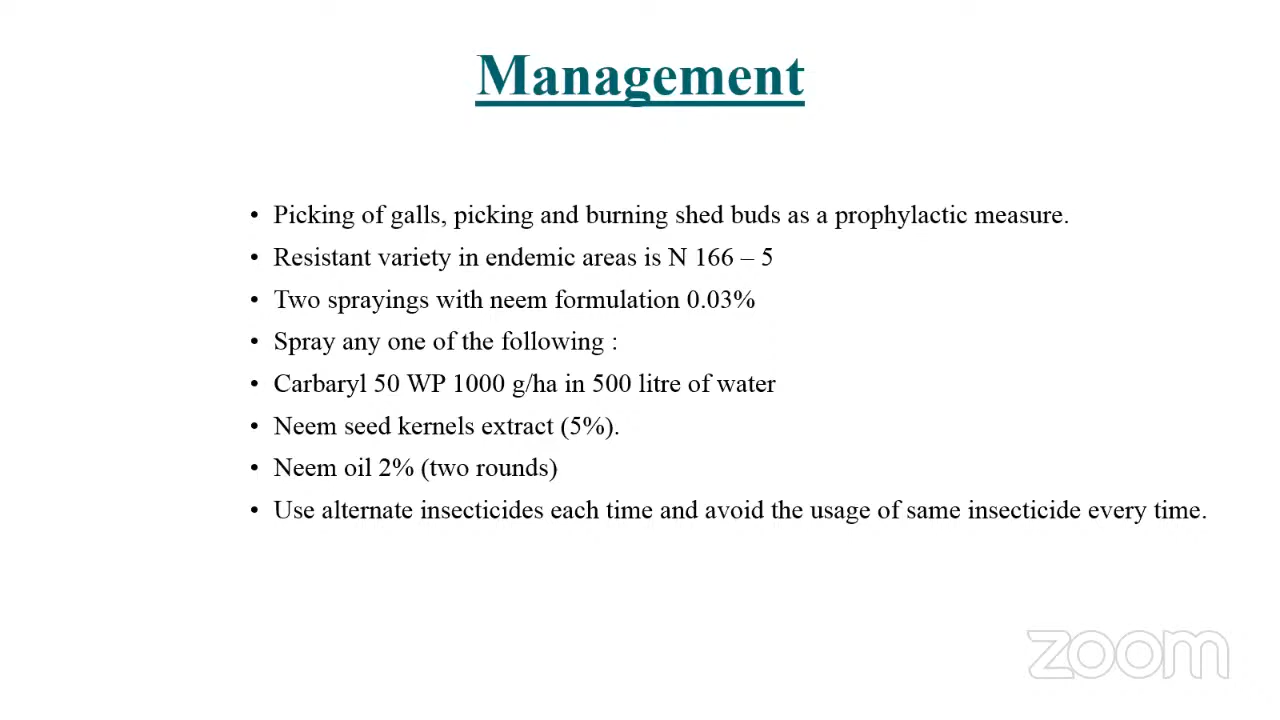 Management
• Picking of galls, picking and burning shed buds as a prophylactic measure.
• Resistant variety in endemic areas is N 166 – 5
• Two sprayings with neem formulation 0.03%
• Spray any one of the following :
• Carbaryl 50 WP 1000 g/ha in 500 litre of water
• Neem seed kernels extract (5%).
• Neem oil 2% (two rounds)
• Use alternate insecticides each time and avoid the usage of same insecticide every time.
zoom